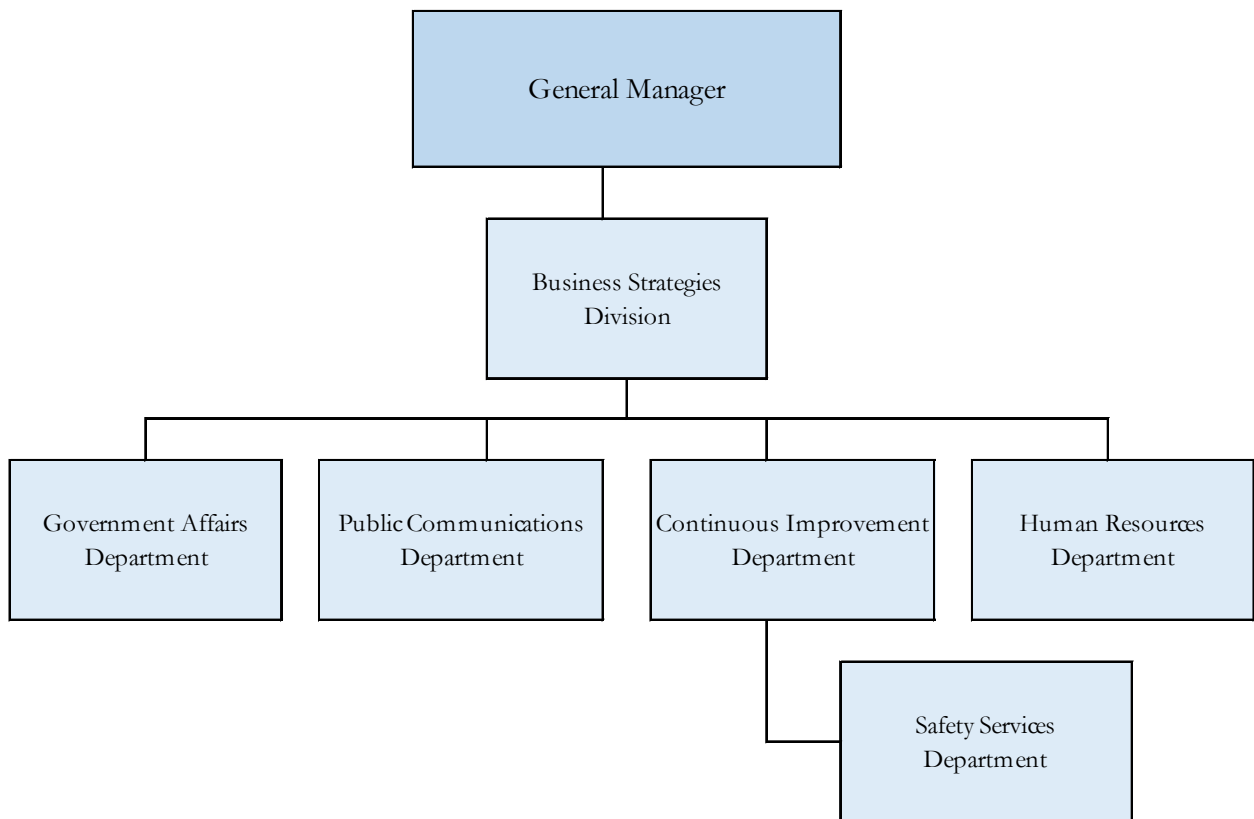 General Manager
Business Strategies
Division
Government Affairs
Department
Public Communications
Department
Continuous Improvement
Department
Human Resources
Department
Safety Services
Department